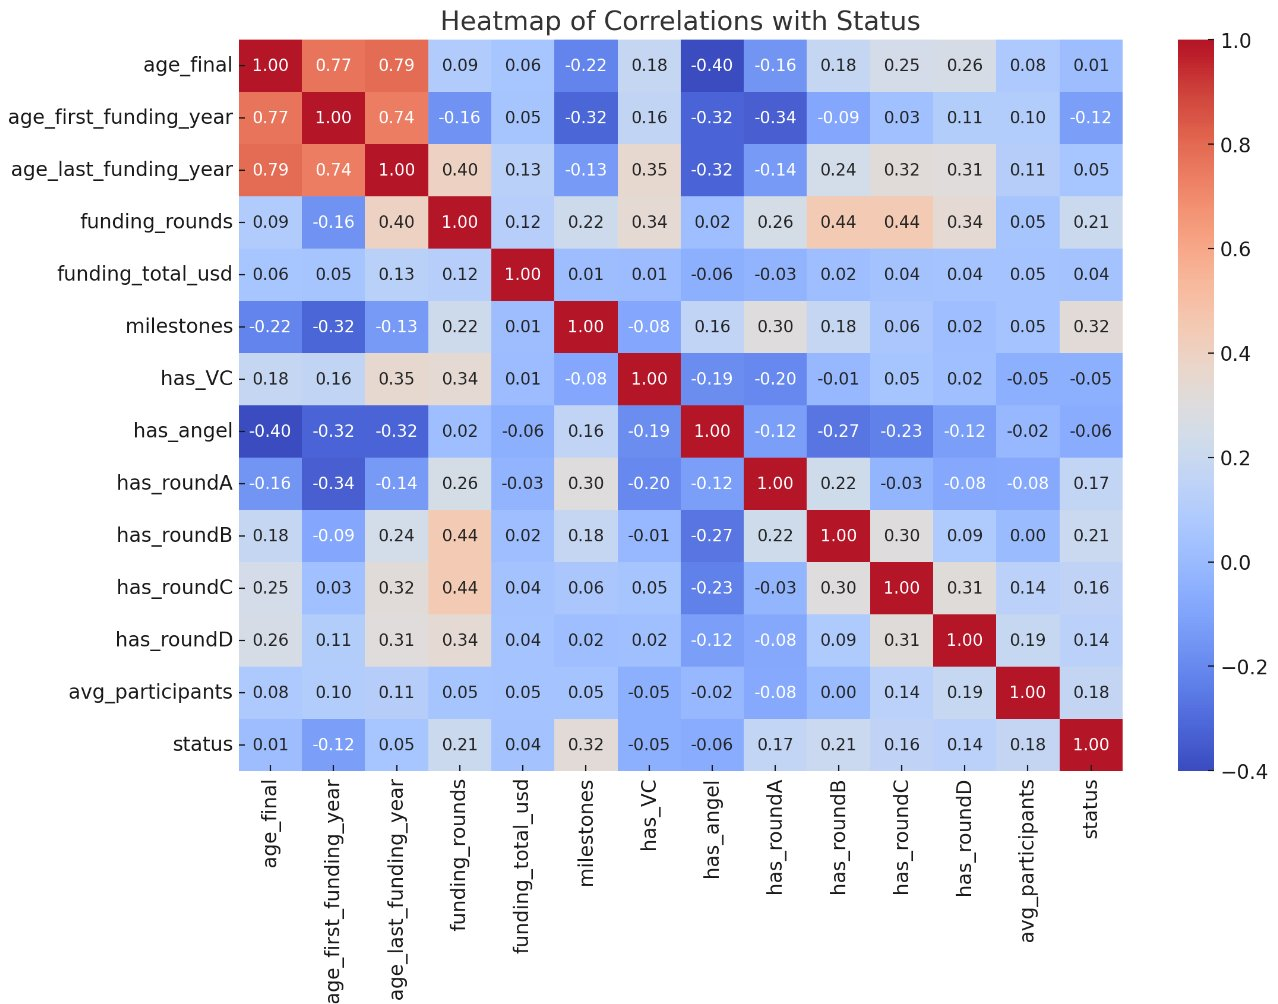 Heatmap of Correlations with Status
age_final 1.00 0.77 0.79 0.09 0.06 -0.22 0.18 -0.40 -0.16 0.18 0.25 0.26 0.08 0.01
age_first_funding_year 0.77 1.00 0.74 -0.16 0.05 -0.32 0.16 -0.32 -0.34 -0.09 0.03 0.11 0.10 -0.12
age_last_funding_year 0.79 0.74 1.00 0.40 0.13 -0.13 0.35 -0.32 -0.14 0.24 0.32 0.31 0.11 0.05
funding_rounds 0.09 -0.16 0.40 1.00 0.12 0.22 0.34 0.02 0.26 0.44 0.44 0.34 0.05 0.21
funding_total_usd 0.06 0.05 0.13 0.12 1.00 0.01 0.01 -0.06 -0.03 0.02 0.04 0.04 0.05 0.04
milestones -0.22 -0.32 -0.13 0.22 0.01 1.00 -0.08 0.16 0.30 0.18 0.06 0.02 0.05 0.32
has_VC 0.18 0.16 0.35 0.34 0.01 -0.08 1.00 -0.19 -0.20 -0.01 0.05 0.02 -0.05 -0.05
has_angel -0.40 -0.32 -0.32 0.02 -0.06 0.16 -0.19 1.00 -0.12 -0.27 -0.23 -0.12 -0.02 -0.06
has_roundA -0.16 -0.34 -0.14 0.26 -0.03 0.30 -0.20 -0.12 1.00 0.22 -0.03 -0.08 -0.08 0.17
has_roundB 0.18 -0.09 0.24 0.44 0.02 0.18 -0.01 -0.27 0.22 1.00 0.30 0.09 0.00 0.21
has_roundC 0.25 0.03 0.32 0.44 0.04 0.06 0.05 -0.23 -0.03 0.30 1.00 0.31 0.14 0.16
has_roundD 0.26 0.11 0.31 0.34 0.04 0.02 0.02 -0.12 -0.08 0.09 0.31 1.00 0.19 0.14
avg_participants 0.08 0.10 0.11 0.05 0.05 0.05 -0.05 -0.02 -0.08 0.00 0.14 0.19 1.00 0.18
status 0.01 -0.12 0.05 0.21 0.04 0.32 -0.05 -0.06 0.17 0.21 0.16 0.14 0.18 1.00
age_final
age_first_funding_year
age_last_funding_year
funding_rounds
funding_total_usd
milestones
has_VC
has_angel
has_roundA
has_roundB
has_roundC
has_roundD
avg_participants
status
1.0
0.8
0.6
0.4
0.2
0.0
−0.2
−0.4